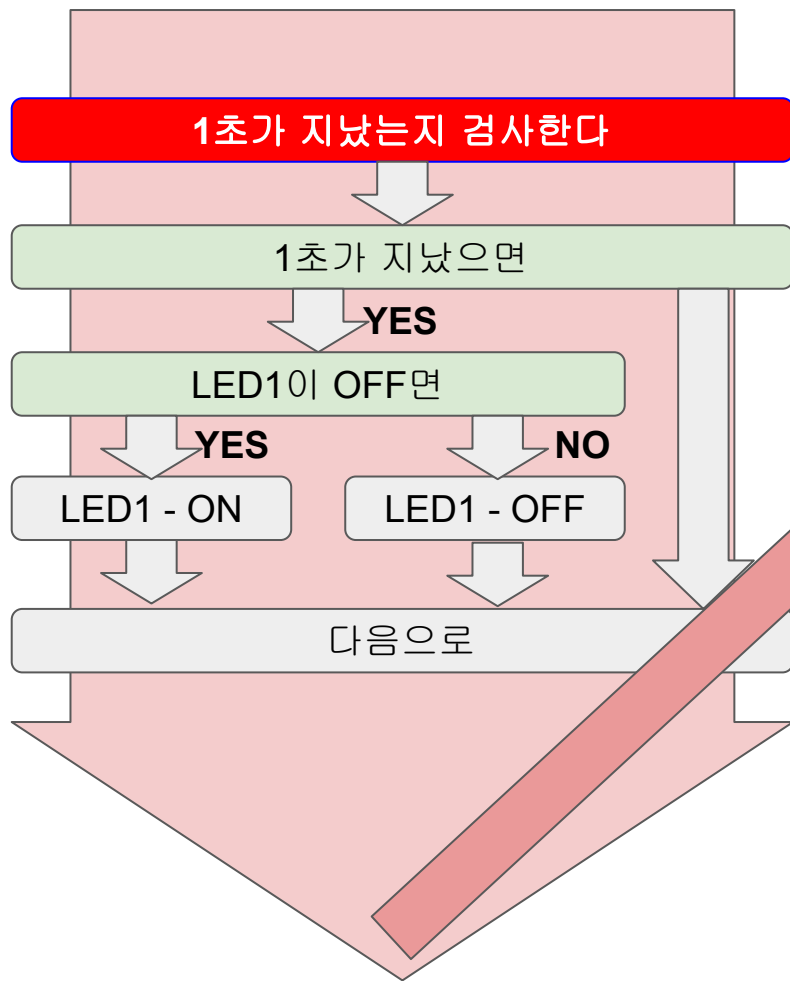 1초가 지났는지 검사한다
1초가 지났으면
YES
LED1이 OFF면
YES
NO
LED1 - ON
LED1 - OFF
다음으로